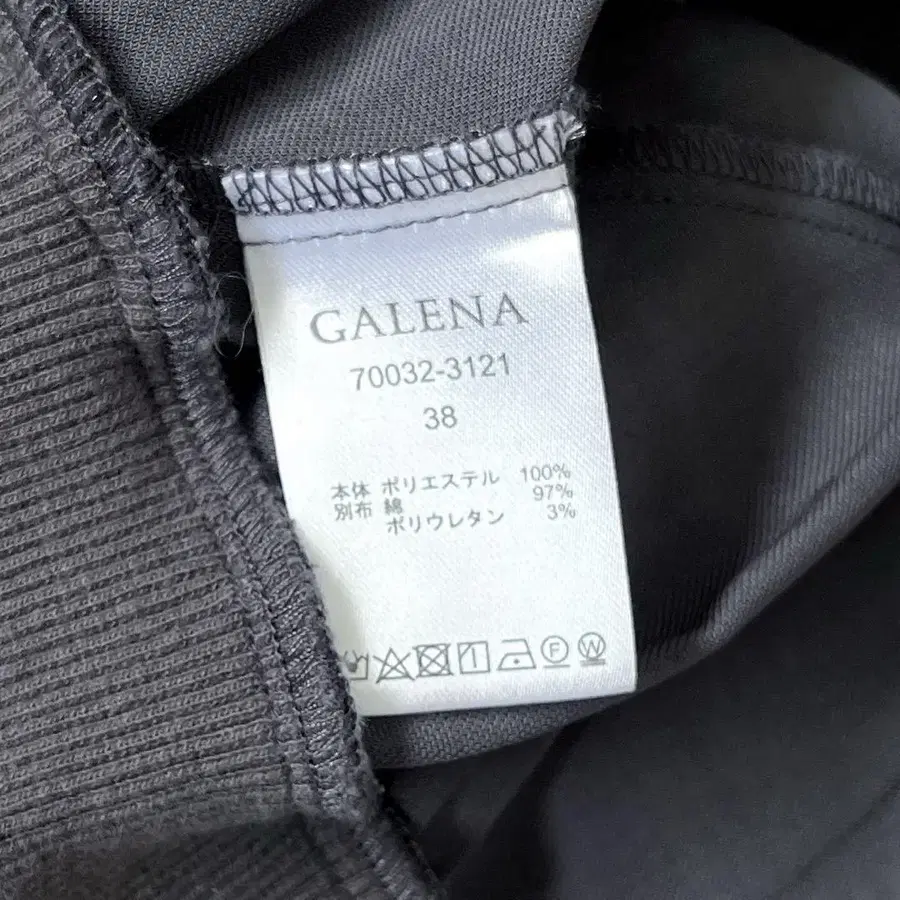 GALENA
70032-3121
38
本体 ポリエステル 100%
別布 綿 97%
ポリウレタン 3%
F W